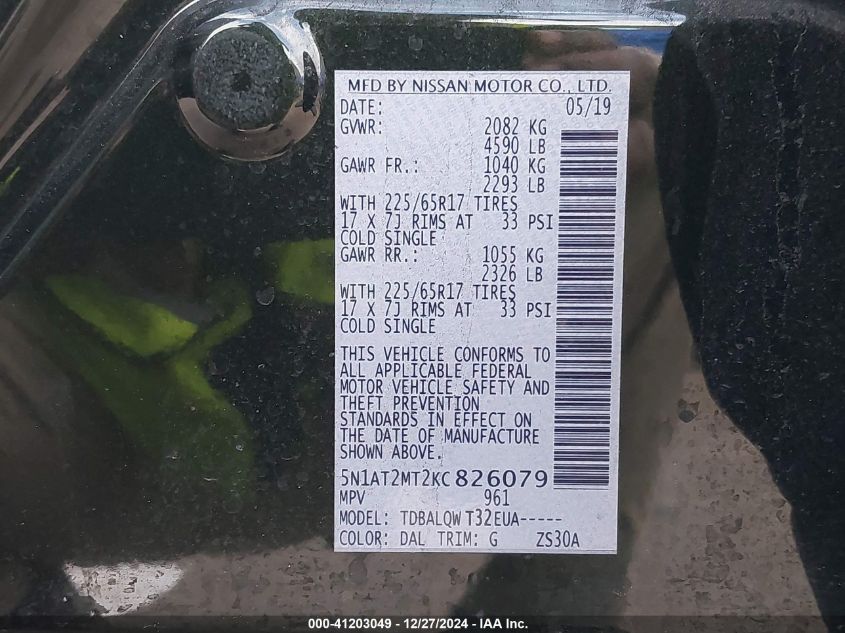 MFD BY NISSAN MOTOR CO., LTD.
DATE: 05/19
GVWR: 2082 KG
4590 LB
GAWR FR.: 1040 KG
2293 LB
WITH 225/65R17 TIRES
17 X 7J RIMS AT 33 PSI
COLD SINGLE
GAWR RR.: 1055 KG
2326 LB
WITH 225/65R17 TIRES
17 X 7J RIMS AT 33 PSI
COLD SINGLE
THIS VEHICLE CONFORMS TO
ALL APPLICABLE FEDERAL
MOTOR VEHICLE SAFETY AND
THEFT PREVENTION
STANDARDS IN EFFECT ON
THE DATE OF MANUFACTURE
SHOWN ABOVE.
5N1AT2MT2KC826079
MPV 961
MODEL: TDBALQW T32EUA-----
COLOR: DAL TRIM: G ZS30A
000-41203049 - 12/27/2024 - IAA Inc.